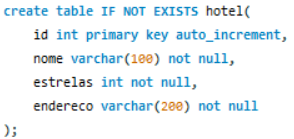 create table IF NOT EXISTS hotel(
    id int primary key auto_increment,
    nome varchar(100) not null,
    estrelas int not null,
    endereco varchar(200) not null
);